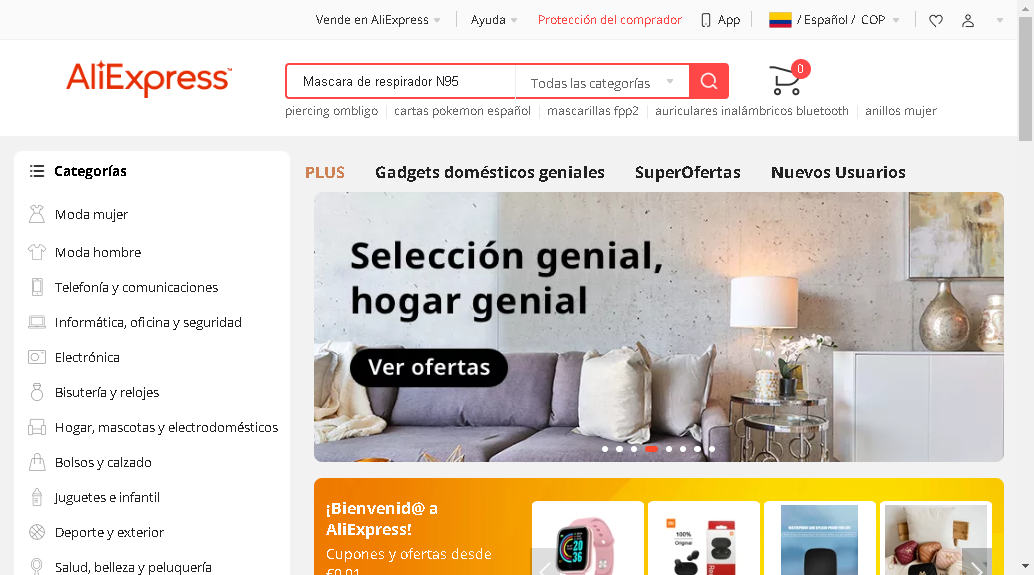 Vende en AliExpress
Ayuda
Protección del comprador
App
/ Español / COP
AliExpress
Mascara de respirador N95
Todas las categorías
0
piercing ombligo
cartas pokemon español
mascarillas fpp2
auriculares inalámbricos bluetooth
anillos mujer
Categorías
PLUS
Gadgets domésticos geniales
SuperOfertas
Nuevos Usuarios
Moda mujer
Moda hombre
Telefonía y comunicaciones
Informática, oficina y seguridad
Electrónica
Bisutería y relojes
Hogar, mascotas y electrodomésticos
Bolsos y calzado
Juguetes e infantil
Deporte y exterior
Salud, belleza y peluquería
Selección genial,
hogar genial
Ver ofertas
¡Bienvenid@ a
AliExpress!
Cupones y ofertas desde
€0,01
100%
Original